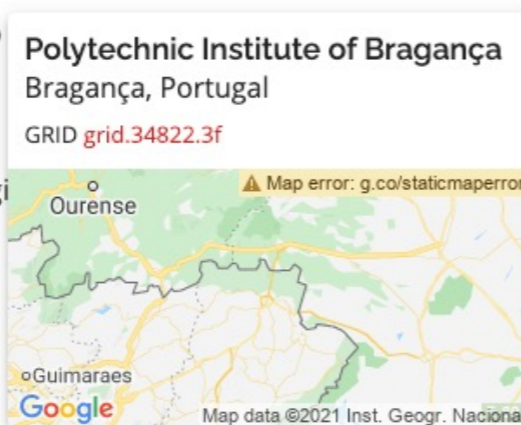 Polytechnic Institute of Bragança
Bragança, Portugal
GRID grid.34822.3f
Map error: g.co/staticmaperror
Ourense
Guimaraes
Google
Map data ©2021 Inst. Geogr. Naciona